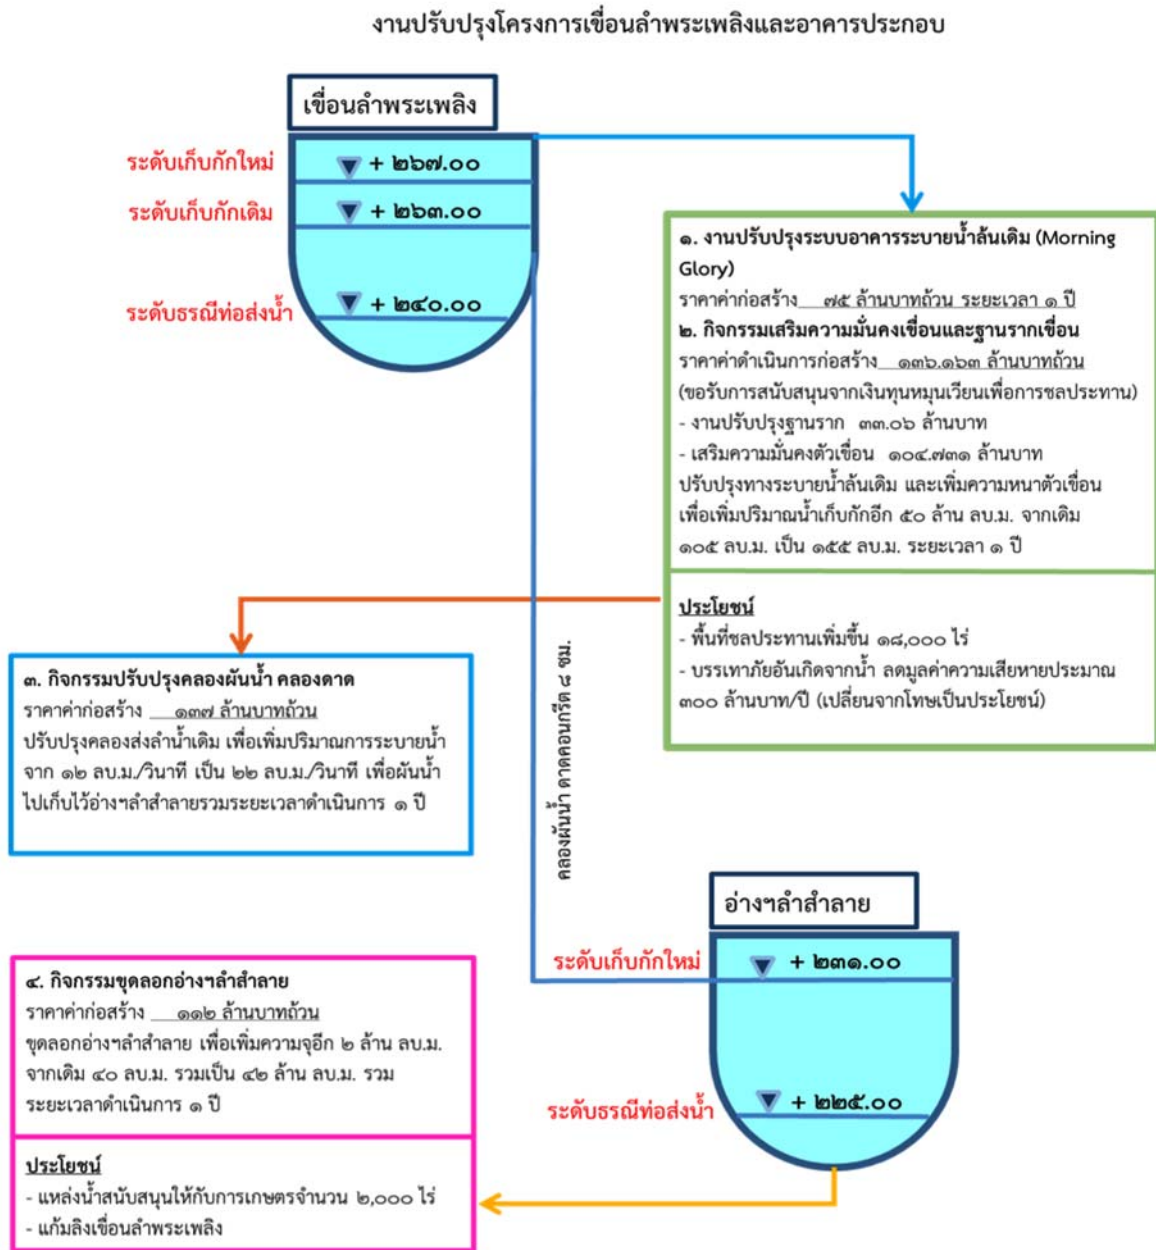 งานปรับปรุงโครงการเขื่อนลำพระเพลิงและอาคารประกอบ
เขื่อนลำพระเพลิง
ระดับเก็บกักใหม่
+ ๒๖๗.๐๐
ระดับเก็บกักเดิม
+ ๒๖๓.๐๐
ระดับธรณีท่อส่งน้ำ
+ ๒๔๐.๐๐
๑. งานปรับปรุงระบบอาคารระบายน้ำล้นเดิม (Morning
Glory)
ราคาค่าก่อสร้าง ๗๕ ล้านบาทถ้วน ระยะเวลา ๑ ปี
๒. กิจกรรมเสริมความมั่นคงเขื่อนและฐานรากเขื่อน
ราคาค่าดำเนินการก่อสร้าง ๑๓๖.๑๖๓ ล้านบาทถ้วน
(ขอรับการสนับสนุนจากเงินทุนหมุนเวียนเพื่อการชลประทาน)
- งานปรับปรุงฐานราก ๓๓.๐๖ ล้านบาท
- เสริมความมั่นคงตัวเขื่อน ๑๐๔.๗๓๑ ล้านบาท
ปรับปรุงทางระบายน้ำล้นเดิม และเพิ่มความหนาตัวเขื่อน
เพื่อเพิ่มปริมาณน้ำเก็บกักอีก ๕๐ ล้าน ลบ.ม. จากเดิม
๑๐๕ ลบ.ม. เป็น ๑๕๕ ลบ.ม. ระยะเวลา ๑ ปี
ประโยชน์
- พื้นที่ชลประทานเพิ่มขึ้น ๑๘,๐๐๐ ไร่
- บรรเทาภัยอันเกิดจากน้ำ ลดมูลค่าความเสียหายประมาณ
๓๐๐ ล้านบาท/ปี (เปลี่ยนจากโทษเป็นประโยชน์)
๓. กิจกรรมปรับปรุงคลองผันน้ำ คลองดาด
ราคาค่าก่อสร้าง ๑๓๗ ล้านบาทถ้วน
ปรับปรุงคลองส่งลำน้ำเดิม เพื่อเพิ่มปริมาณการระบายน้ำ
จาก ๑๒ ลบ.ม./วินาที เป็น ๒๒ ลบ.ม./วินาที เพื่อผันน้ำ
ไปเก็บไว้อ่างฯลำสำลายรวมระยะเวลาดำเนินการ ๑ ปี
คลองผันน้ำ ดาดคอนกรีต ๘ ซม.
อ่างฯลำสำลาย
ระดับเก็บกักใหม่
+ ๒๓๑.๐๐
ระดับธรณีท่อส่งน้ำ
+ ๒๒๕.๐๐
๔. กิจกรรมขุดลอกอ่างฯลำสำลาย
ราคาค่าก่อสร้าง ๑๑๒ ล้านบาทถ้วน
ขุดลอกอ่างฯลำสำลาย เพื่อเพิ่มความจุอีก ๒ ล้าน ลบ.ม.
จากเดิม ๔๐ ลบ.ม. รวมเป็น ๔๒ ล้าน ลบ.ม. รวม
ระยะเวลาดำเนินการ ๑ ปี
ประโยชน์
- แหล่งน้ำสนับสนุนให้กับการเกษตรจำนวน ๒,๐๐๐ ไร่
- แก้มลิงเขื่อนลำพระเพลิง